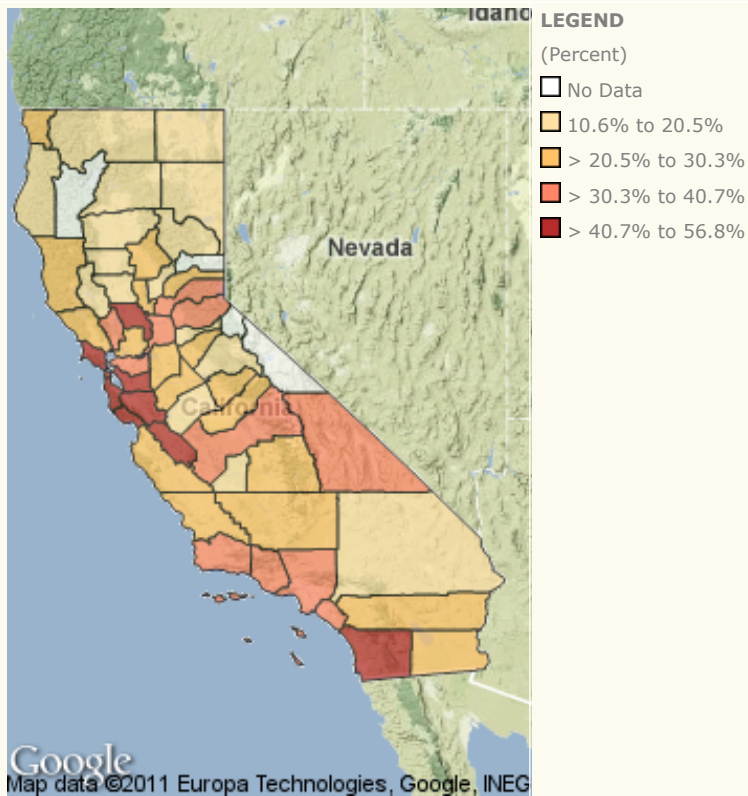 Idaho
LEGEND
(Percent)
No Data
10.6% to 20.5%
> 20.5% to 30.3%
> 30.3% to 40.7%
> 40.7% to 56.8%
Nevada
California
Google
Map data ©2011 Europa Technologies, Google, INEG